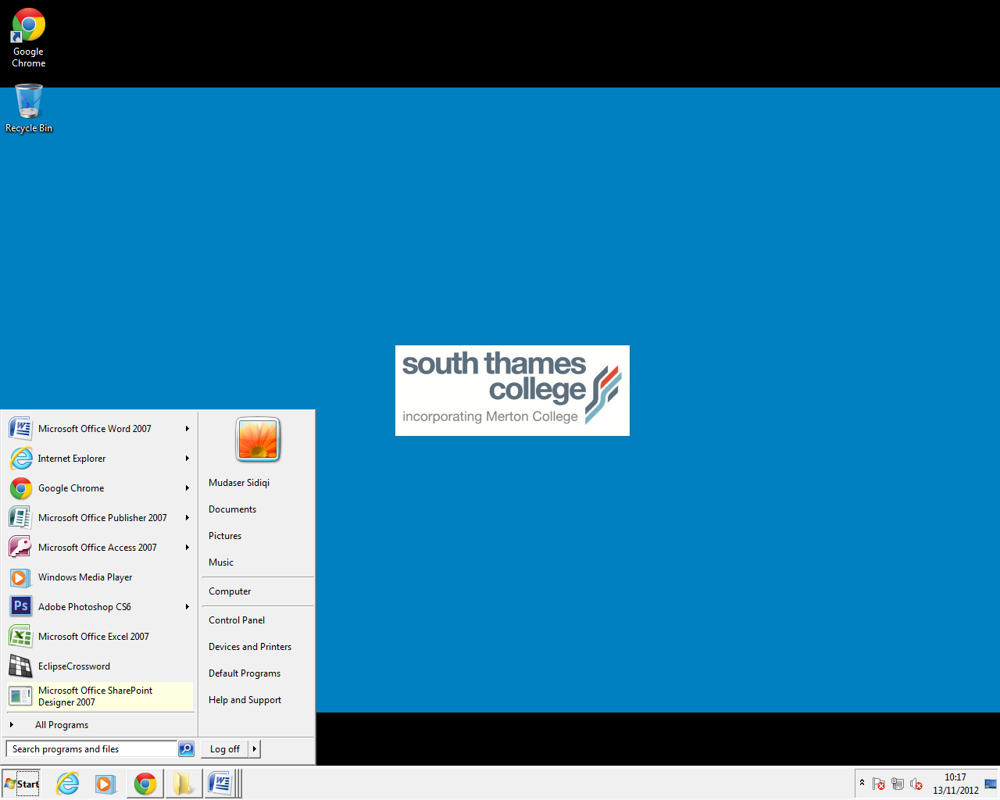 Google
Chrome
Recycle Bin
south thames
college
incorporating Merton College
Microsoft Office Word 2007
Internet Explorer
Google Chrome
Microsoft Office Publisher 2007
Microsoft Office Access 2007
Windows Media Player
Ps
Adobe Photoshop CS6
Microsoft Office Excel 2007
EclipseCrossword
Microsoft Office SharePoint
Designer 2007
All Programs
Search programs and files
Mudaser Sidiqi
Documents
Pictures
Music
Computer
Control Panel
Devices and Printers
Default Programs
Help and Support
Log off
Start
10:17
13/11/2012